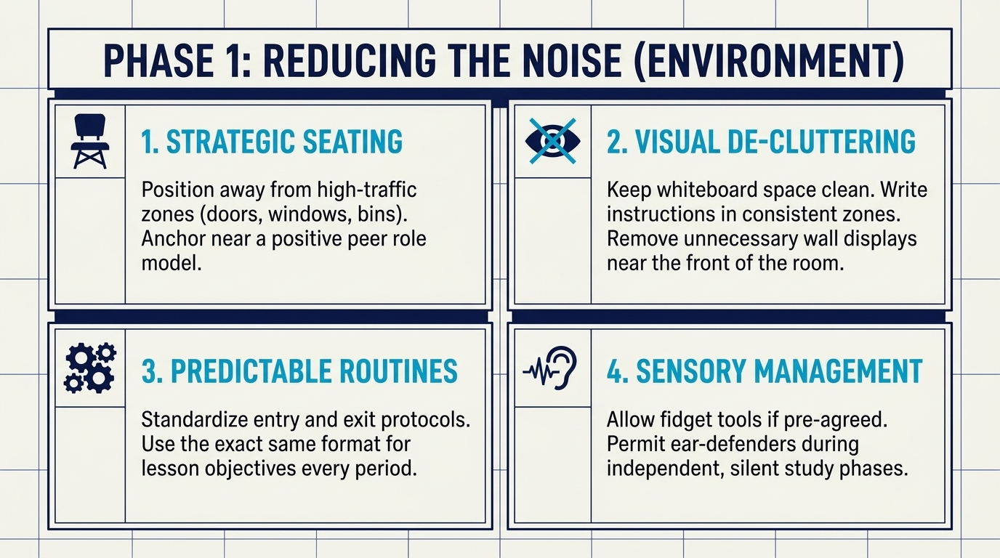 PHASE 1: REDUCING THE NOISE (ENVIRONMENT)
1. STRATEGIC SEATING
Position away from high-traffic
zones (doors, windows, bins).
Anchor near a positive peer role
model.
2. VISUAL DE-CLUTTERING
Keep whiteboard space clean. Write
instructions in consistent zones.
Remove unnecessary wall displays
near the front of the room.
3. PREDICTABLE ROUTINES
Standardize entry and exit protocols.
Use the exact same format for
lesson objectives every period.
4. SENSORY MANAGEMENT
Allow fidget tools if pre-agreed.
Permit ear-defenders during
independent, silent study phases.